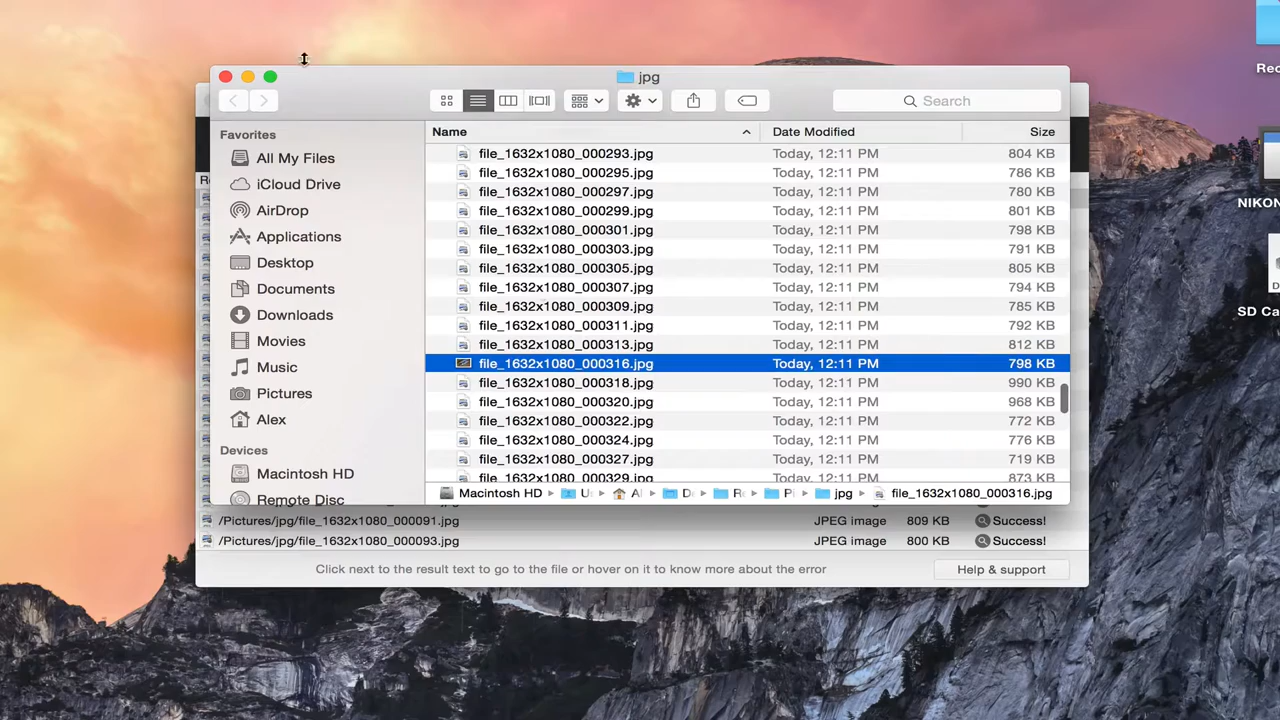 jpg
Search
Favorites
All My Files
iCloud Drive
AirDrop
Applications
Desktop
Documents
Downloads
Movies
Music
Pictures
Alex
Devices
Macintosh HD
Remote Disc
Name Date Modified Size
file_1632x1080_000293.jpg Today, 12:11 PM 804 KB
file_1632x1080_000295.jpg Today, 12:11 PM 786 KB
file_1632x1080_000297.jpg Today, 12:11 PM 780 KB
file_1632x1080_000299.jpg Today, 12:11 PM 801 KB
file_1632x1080_000301.jpg Today, 12:11 PM 798 KB
file_1632x1080_000303.jpg Today, 12:11 PM 791 KB
file_1632x1080_000305.jpg Today, 12:11 PM 805 KB
file_1632x1080_000307.jpg Today, 12:11 PM 794 KB
file_1632x1080_000309.jpg Today, 12:11 PM 785 KB
file_1632x1080_000311.jpg Today, 12:11 PM 792 KB
file_1632x1080_000313.jpg Today, 12:11 PM 812 KB
file_1632x1080_000316.jpg Today, 12:11 PM 798 KB
file_1632x1080_000318.jpg Today, 12:11 PM 990 KB
file_1632x1080_000320.jpg Today, 12:11 PM 968 KB
file_1632x1080_000322.jpg Today, 12:11 PM 772 KB
file_1632x1080_000324.jpg Today, 12:11 PM 776 KB
file_1632x1080_000327.jpg Today, 12:11 PM 719 KB
file_1632x1080_000329.jpg Today, 12:11 PM 873 KB
Macintosh HD jpg file_1632x1080_000316.jpg
/Pictures/jpg/file_1632x1080_000091.jpg JPEG image 809 KB Success!
/Pictures/jpg/file_1632x1080_000093.jpg JPEG image 800 KB Success!
Click next to the result text to go to the file or hover on it to know more about the error
Help & support
Rec
NIKON
SD Ca